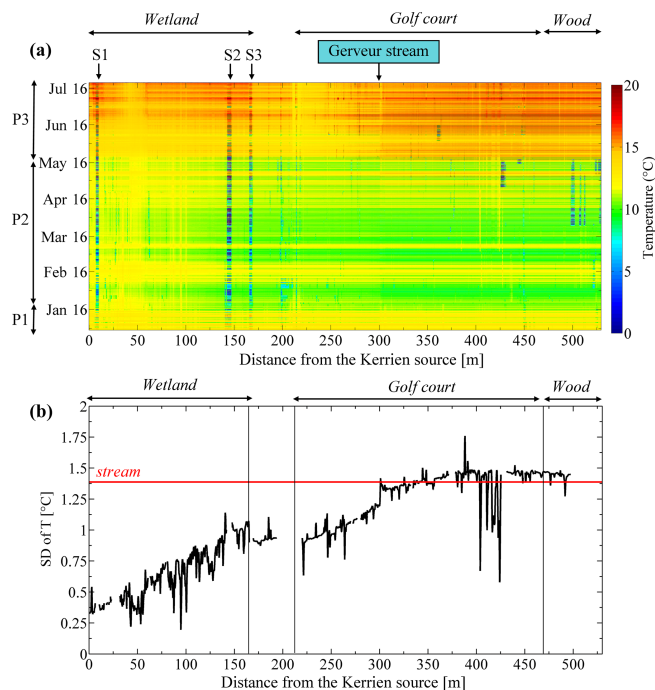 Wetland Golf court Wood
(a) S1 S2 S3 Gerveur stream
P3 P2 P1
Jul 16
Jun 16
May 16
Apr 16
Mar 16
Feb 16
Jan 16
20
15
10
5
0
Temperature (°C)
0 50 100 150 200 250 300 350 400 450 500
Distance from the Kerrien source [m]
Wetland Golf court Wood
(b)
2
1.75
1.5
1.25
1
0.75
0.5
0.25
0
SD of T [°C]
stream
0 50 100 150 200 250 300 350 400 450 500
Distance from the Kerrien source [m]